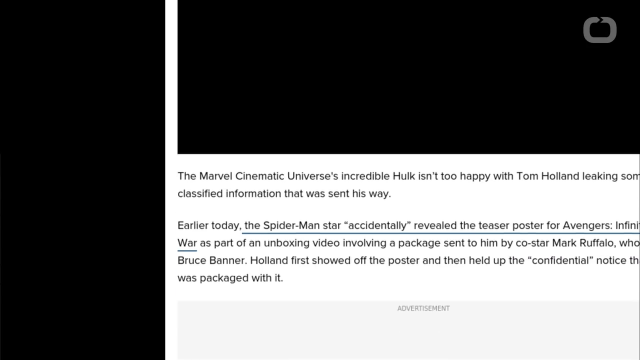 The Marvel Cinematic Universe's incredible Hulk isn't too happy with Tom Holland leaking
classified information that was sent his way.
Earlier today, the Spider-Man star “accidentally” revealed the teaser poster for Avengers:
War as part of an unboxing video involving a package sent to him by co-star Mark Ruffalo, who
Bruce Banner. Holland first showed off the poster and then held up the “confidential” notice
was packaged with it.
ADVERTISEMENT